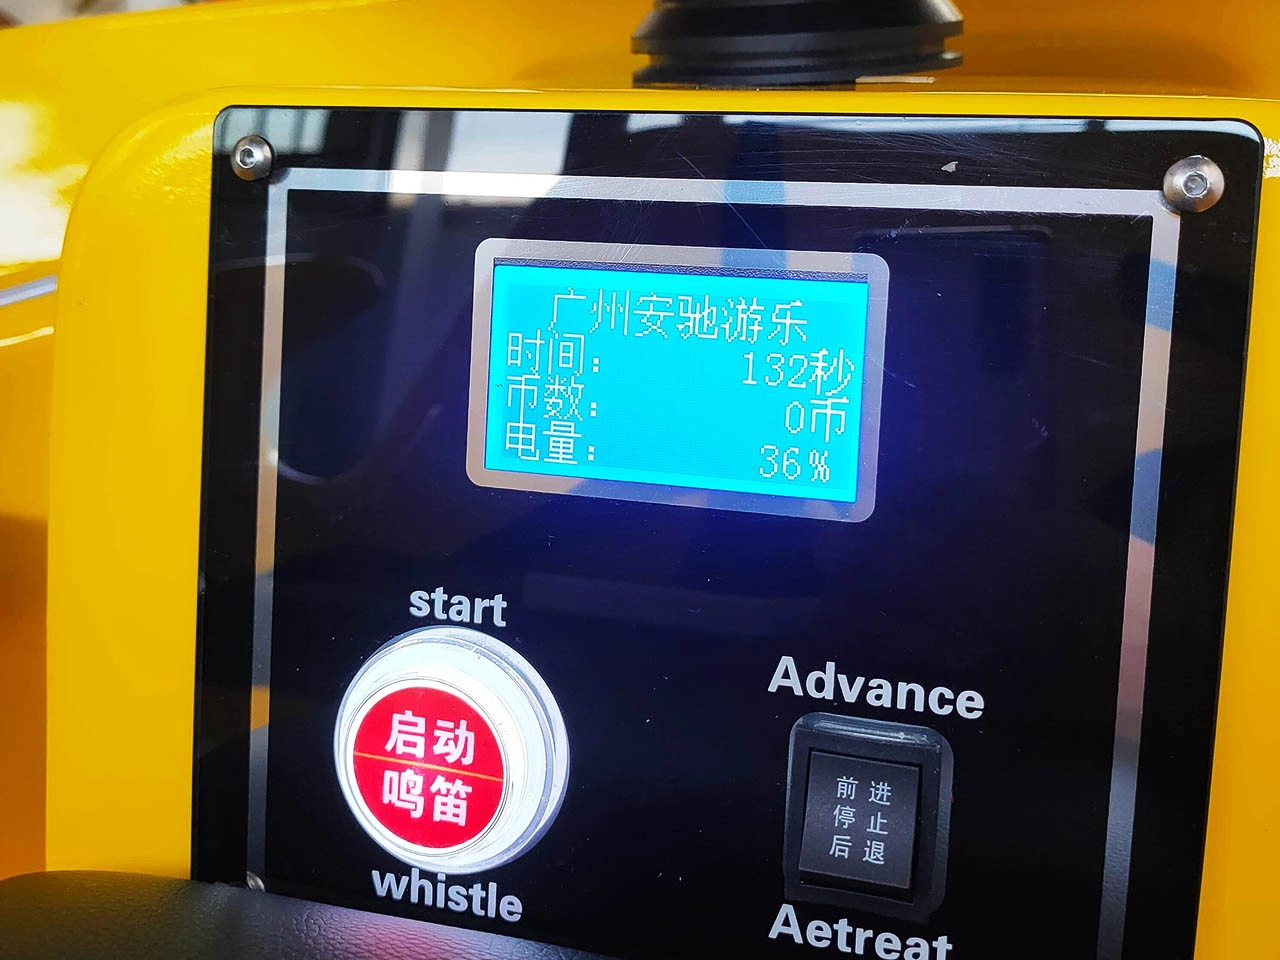 广州安驰游乐
时间: 132秒
币数: 0币
电量: 36%
start
启动
鸣笛
whistle
Advance
前进
停止
后退
Aetreat